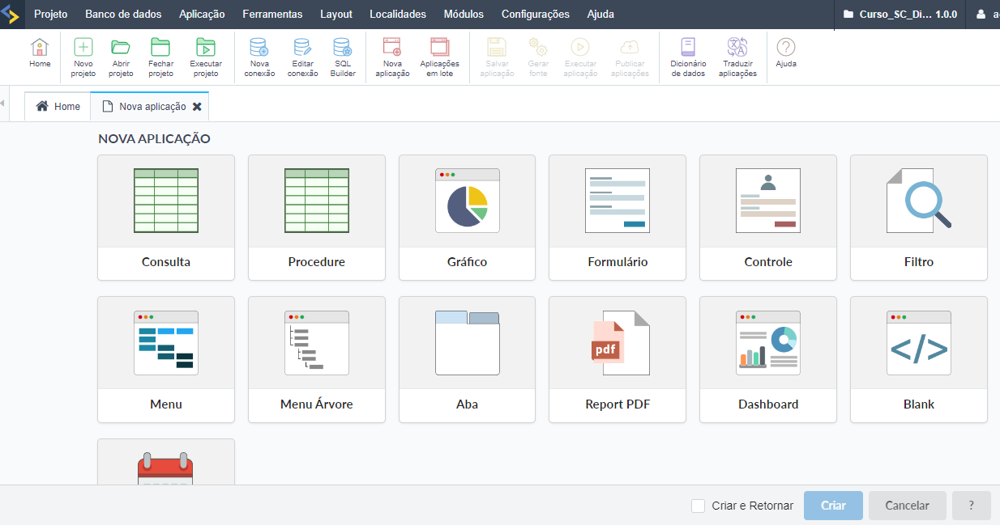 Projeto Banco de dados Aplicação Ferramentas Layout Localidades Módulos Configurações Ajuda Curso_SC_Di... 1.0.0
Home
Novo projeto
Abrir projeto
Fechar projeto
Executar projeto
Nova conexão
Editar conexão
SQL Builder
Nova aplicação
Aplicações em lote
Salvar aplicação
Gerar fonte
Executar aplicação
Publicar aplicações
Dicionário de dados
Traduzir aplicações
Ajuda
Home Nova aplicação
NOVA APLICAÇÃO
Consulta Procedure Gráfico Formulário Controle Filtro
pdf
Menu Menu Árvore Aba Report PDF Dashboard Blank
Criar e Retornar Criar Cancelar ?